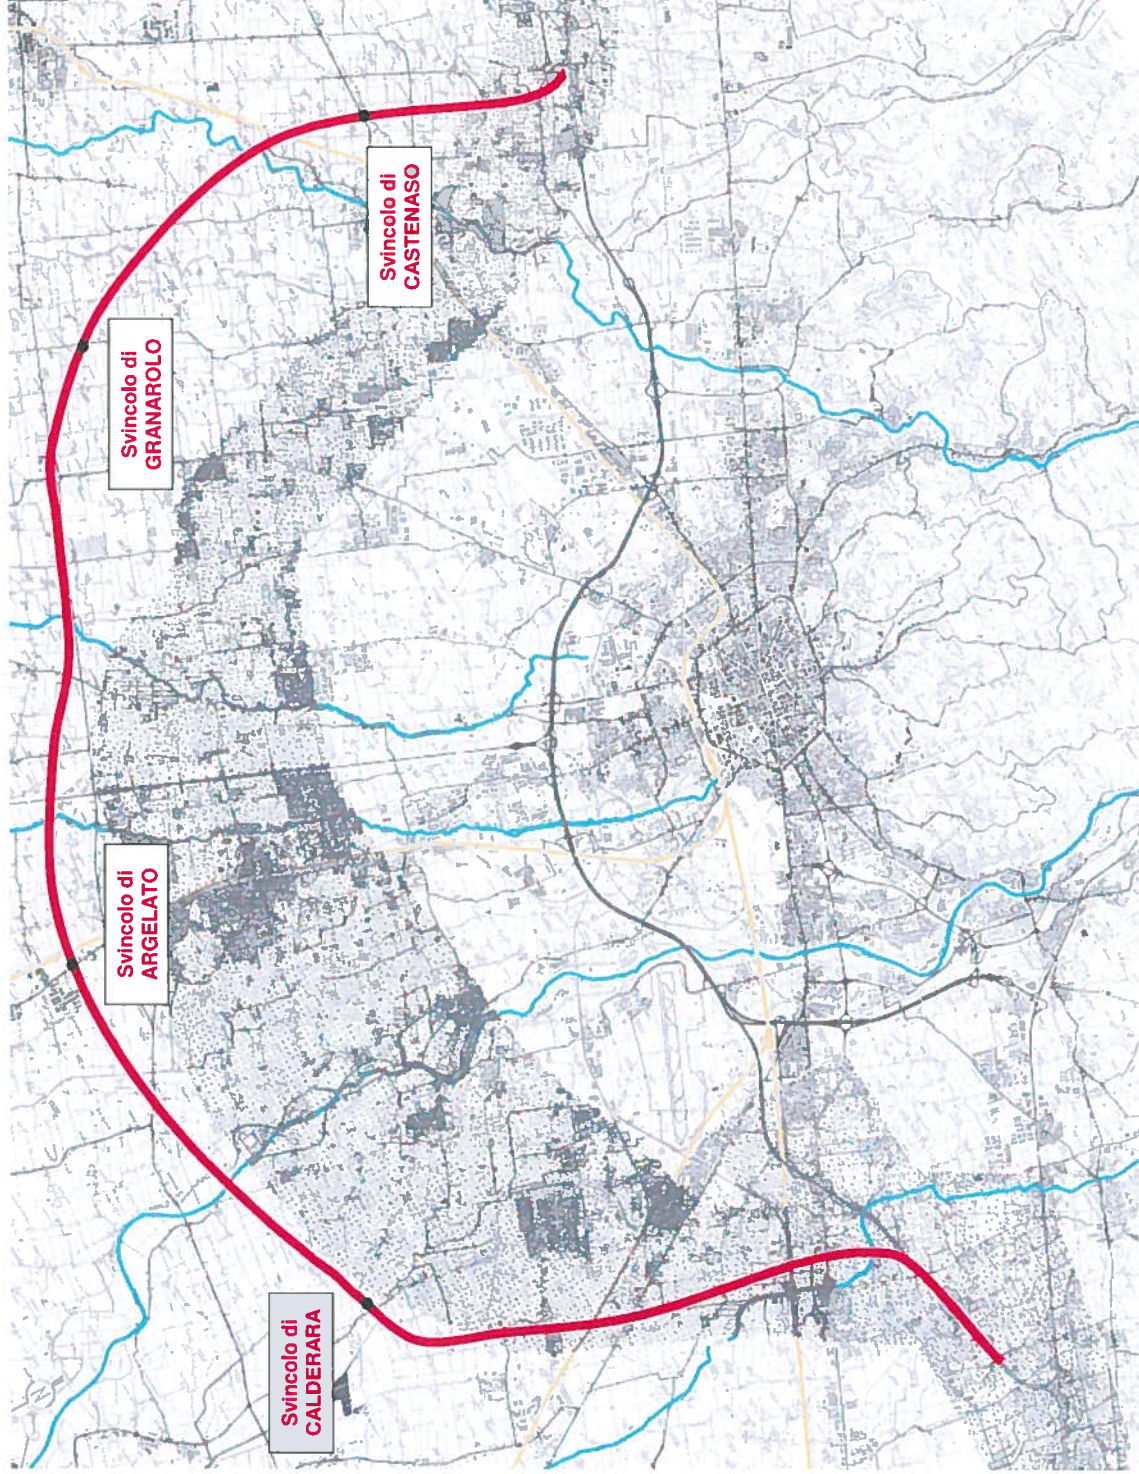 Svincolo di
CALDERARA
Svincolo di
ARGELATO
Svincolo di
GRANAROLO
Svincolo di
CASTENASO